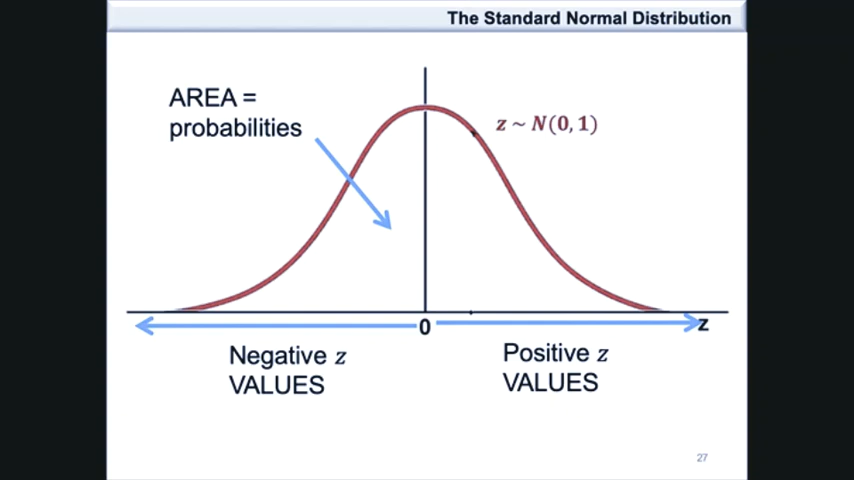 The Standard Normal Distribution
AREA =
probabilities
z ~ N(0, 1)
0
z
Negative z
VALUES
Positive z
VALUES
27